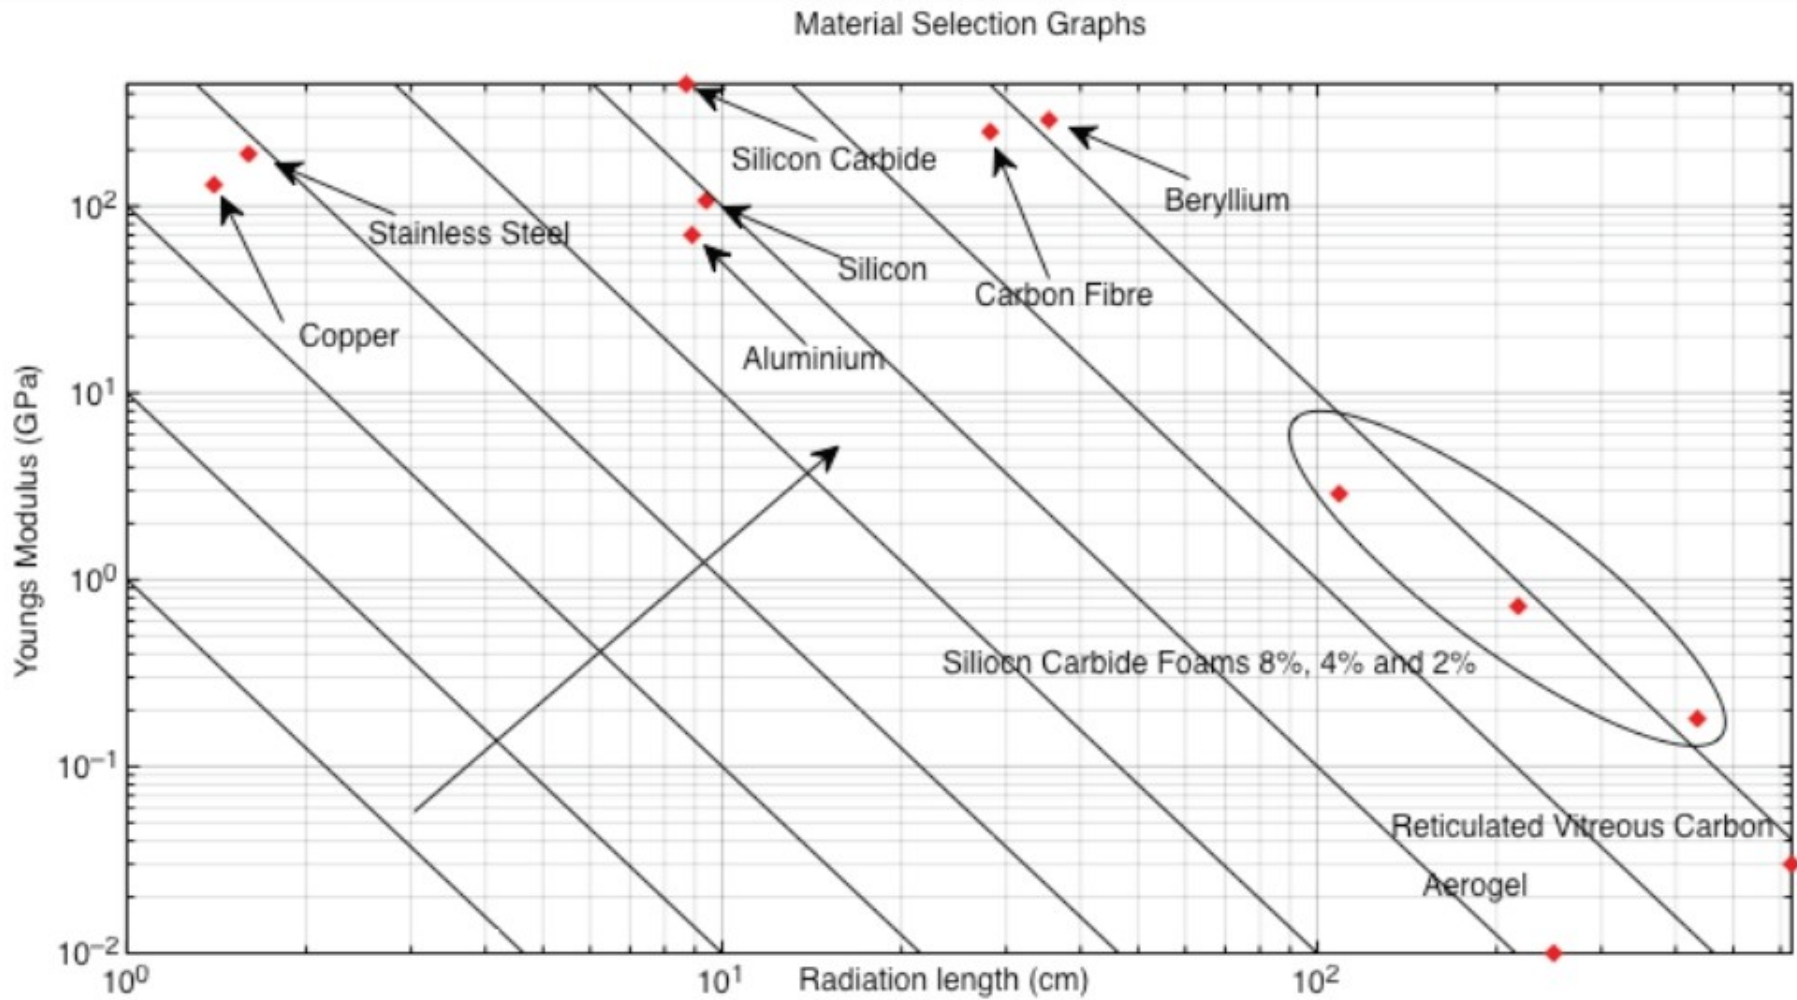 Material Selection Graphs
Silicon Carbide
Beryllium
Stainless Steel
Silicon
Carbon Fibre
Copper
Aluminium
Youngs Modulus (GPa)
10²
10¹
10⁰
10⁻¹
10⁻²
Siliocn Carbide Foams 8%, 4% and 2%
Reticulated Vitreous Carbon
Aerogel
10⁰
10¹
Radiation length (cm)
10²